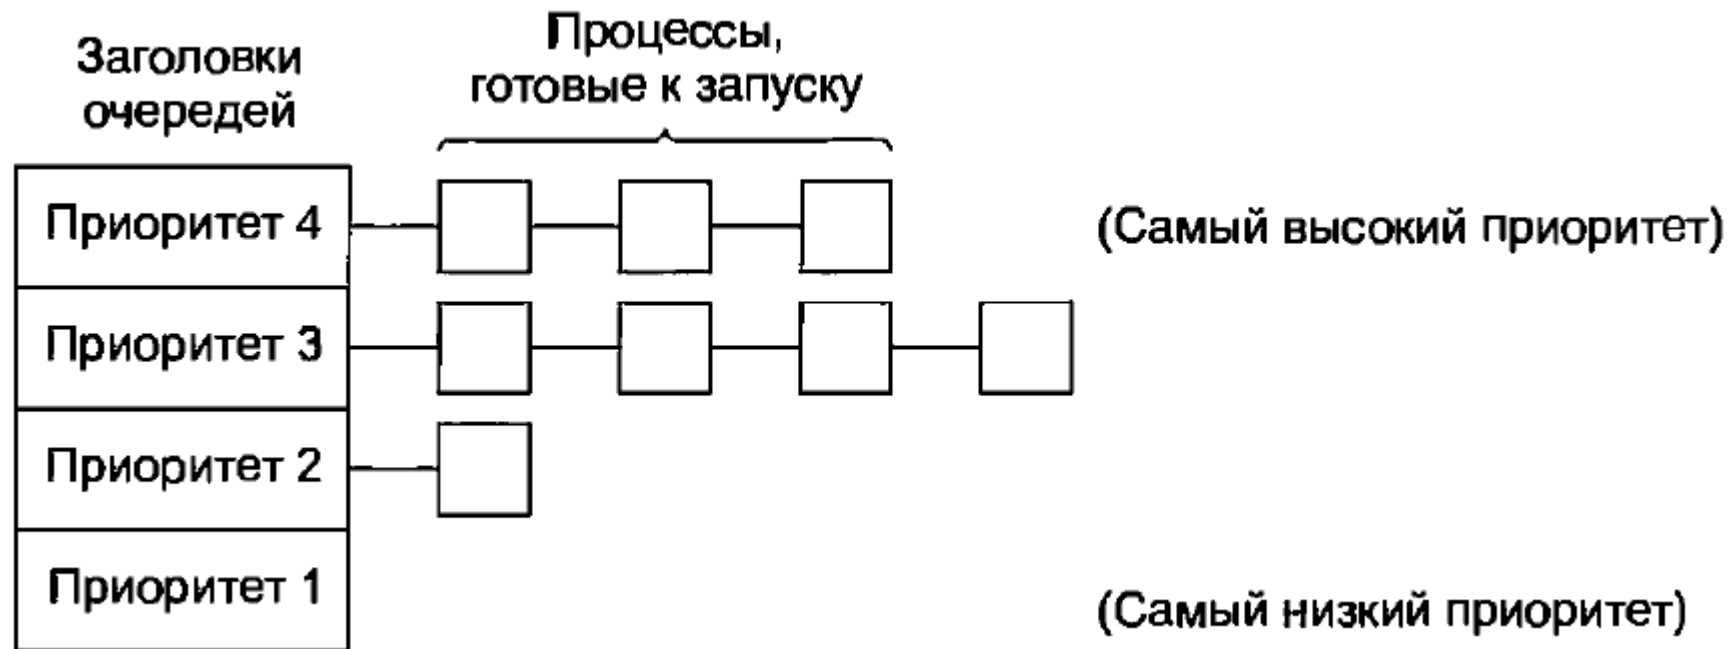 Заголовки
очередей
Процессы,
готовые к запуску
Приоритет 4
(Самый высокий приоритет)
Приоритет 3
Приоритет 2
Приоритет 1
(Самый низкий приоритет)